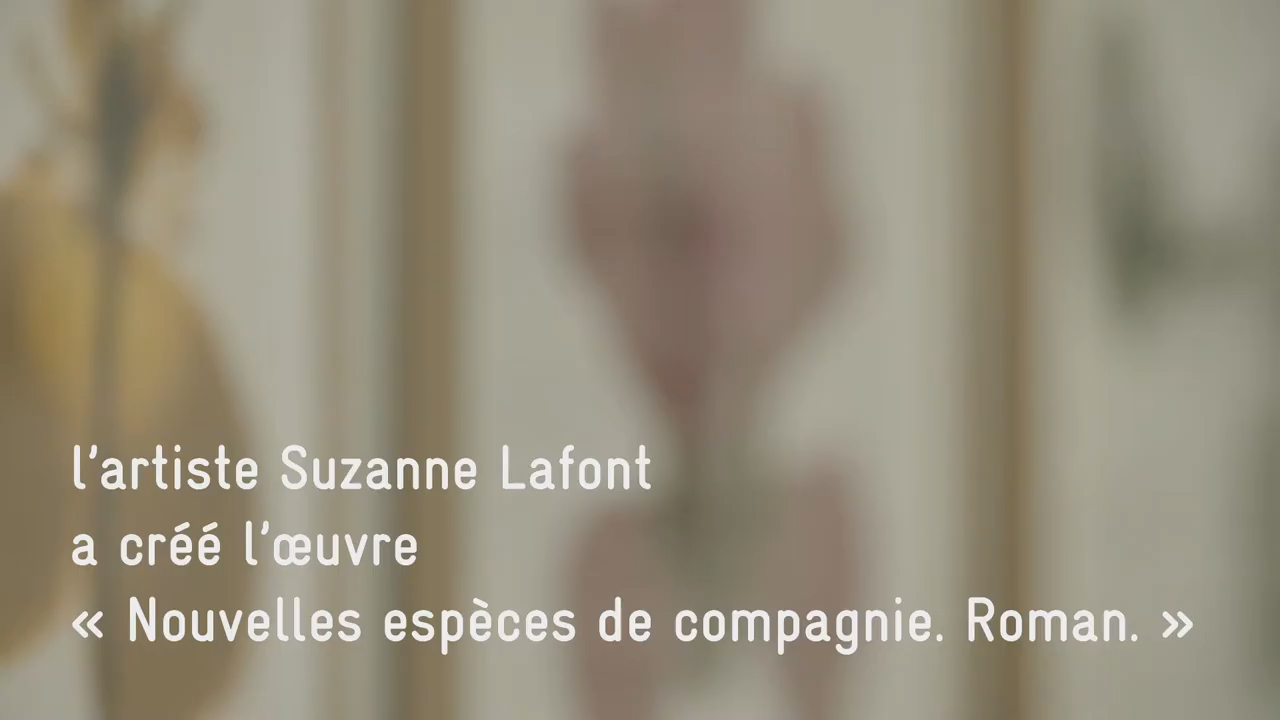 l'artiste Suzanne Lafont
a créé l'œuvre
« Nouvelles espèces de compagnie. Roman. »